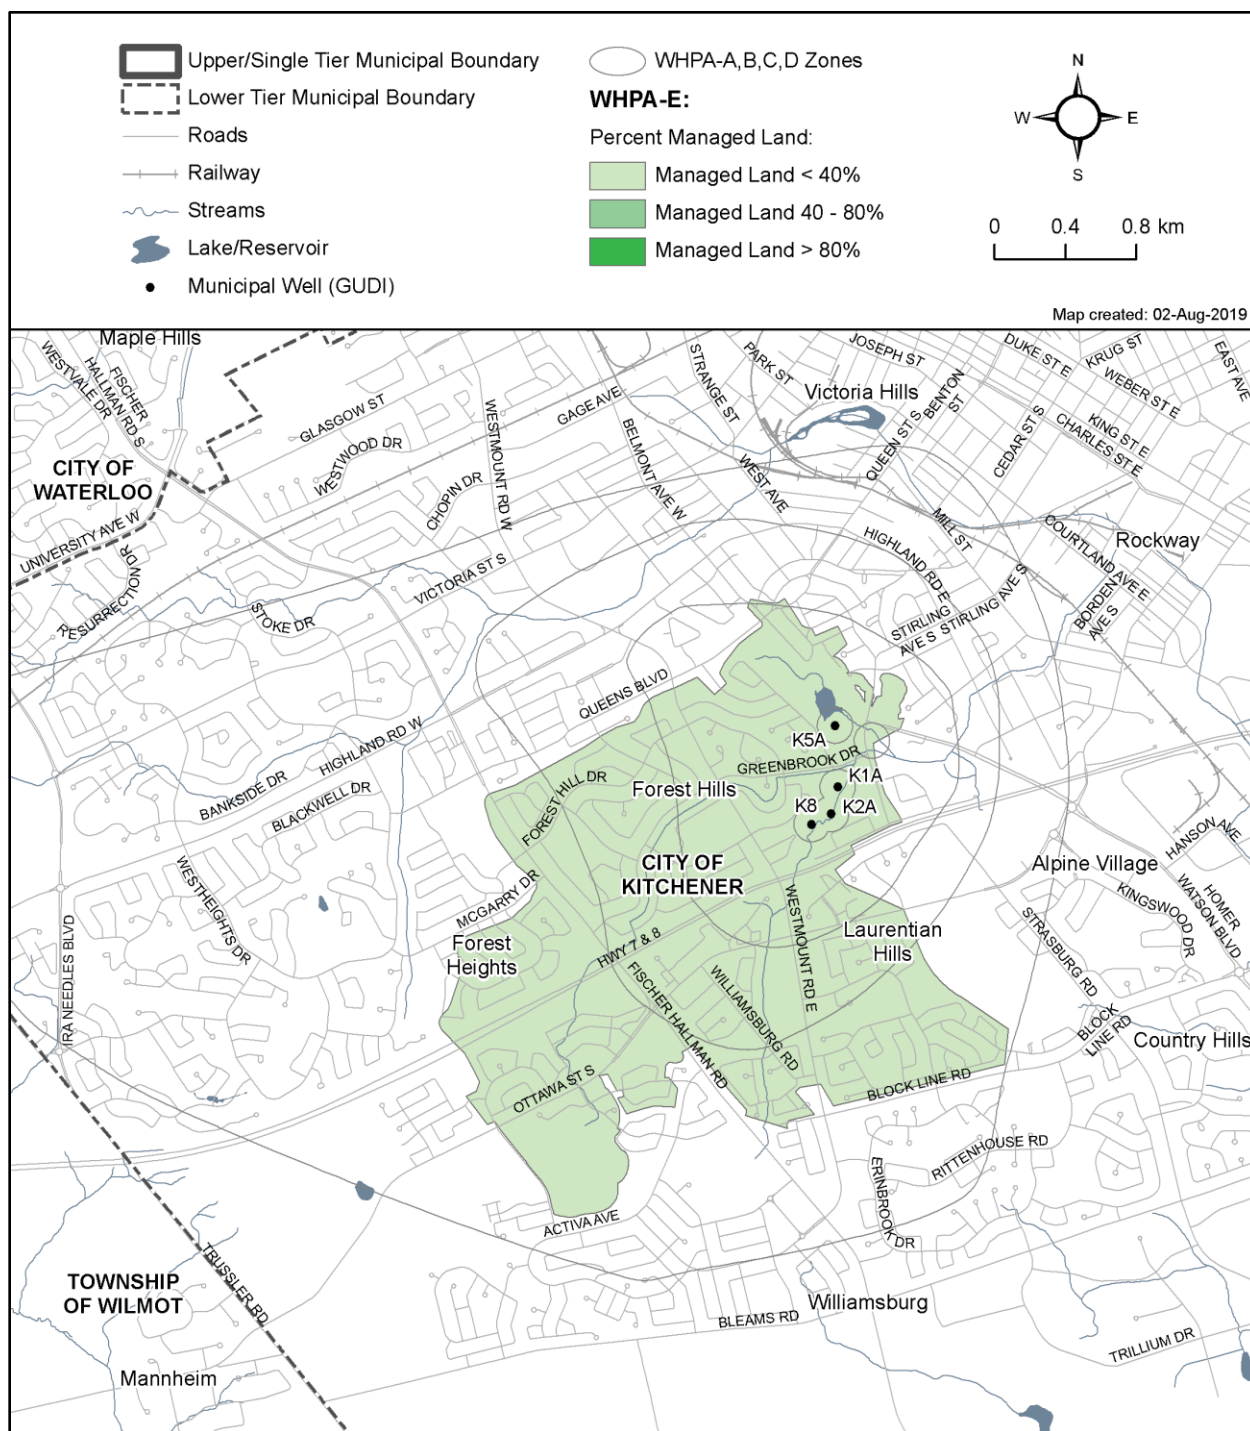 Upper/Single Tier Municipal Boundary
Lower Tier Municipal Boundary
Roads
Railway
Streams
Lake/Reservoir
Municipal Well (GUDI)
WHPA-A,B,C,D Zones
WHPA-E:
Percent Managed Land:
Managed Land < 40%
Managed Land 40 - 80%
Managed Land > 80%
N
W
E
S
0 0.4 0.8 km
Map created: 02-Aug-2019
Maple Hills
FISCHER
HALLMAN RD S
WESTVALE DR
GLASGOW ST
WESTWOOD DR
CHOPIN DR
WESTMOUNT RD W
GAGE AVE
BELMONT AVE W
STRANGE ST
PARK ST
WEST AVE
JOSEPH ST
Victoria Hills
QUEEN ST S
BENTON
ST
CEDAR ST S
DUKE ST E
KRUG ST
EAST AVE
WEBER ST E
KING ST E
CHARLES ST E
CITY OF
WATERLOO
UNIVERSITY AVE W
RESURRECTION DR
STOKE DR
VICTORIA ST S
HIGHLAND RD E
MILL ST
COURTLAND AVE E
Rockway
BORDEN
AVE S
STIRLING
AVE S
STIRLING AVE S
QUEENS BLVD
HIGHLAND RD W
BANKSIDE DR
BLACKWELL DR
K5A
GREENBROOK DR
K1A
K8
K2A
FOREST HILL DR
Forest Hills
CITY OF
KITCHENER
MCGARRY DR
WESTHEIGHTS DR
Forest
Heights
IRA NEEDLES BLVD
HWY 7 & 8
WESTMOUNT RD E
Laurentian
Hills
Alpine Village
HANSON AVE
KINGSWOOD DR
HOMER
WATSON BLVD
STRASBURG RD
BLOCK
LINE RD
Country Hills
FISCHER HALLMAN RD
WILLIAMSBURG RD
OTTAWA ST S
BLOCK LINE RD
RITTENHOUSE RD
ERINBROOK DR
ACTIVA AVE
TOWNSHIP
OF WILMOT
TRUSSLER RD
Williamsburg
BLEAMS RD
TRILLIUM DR
Mannheim